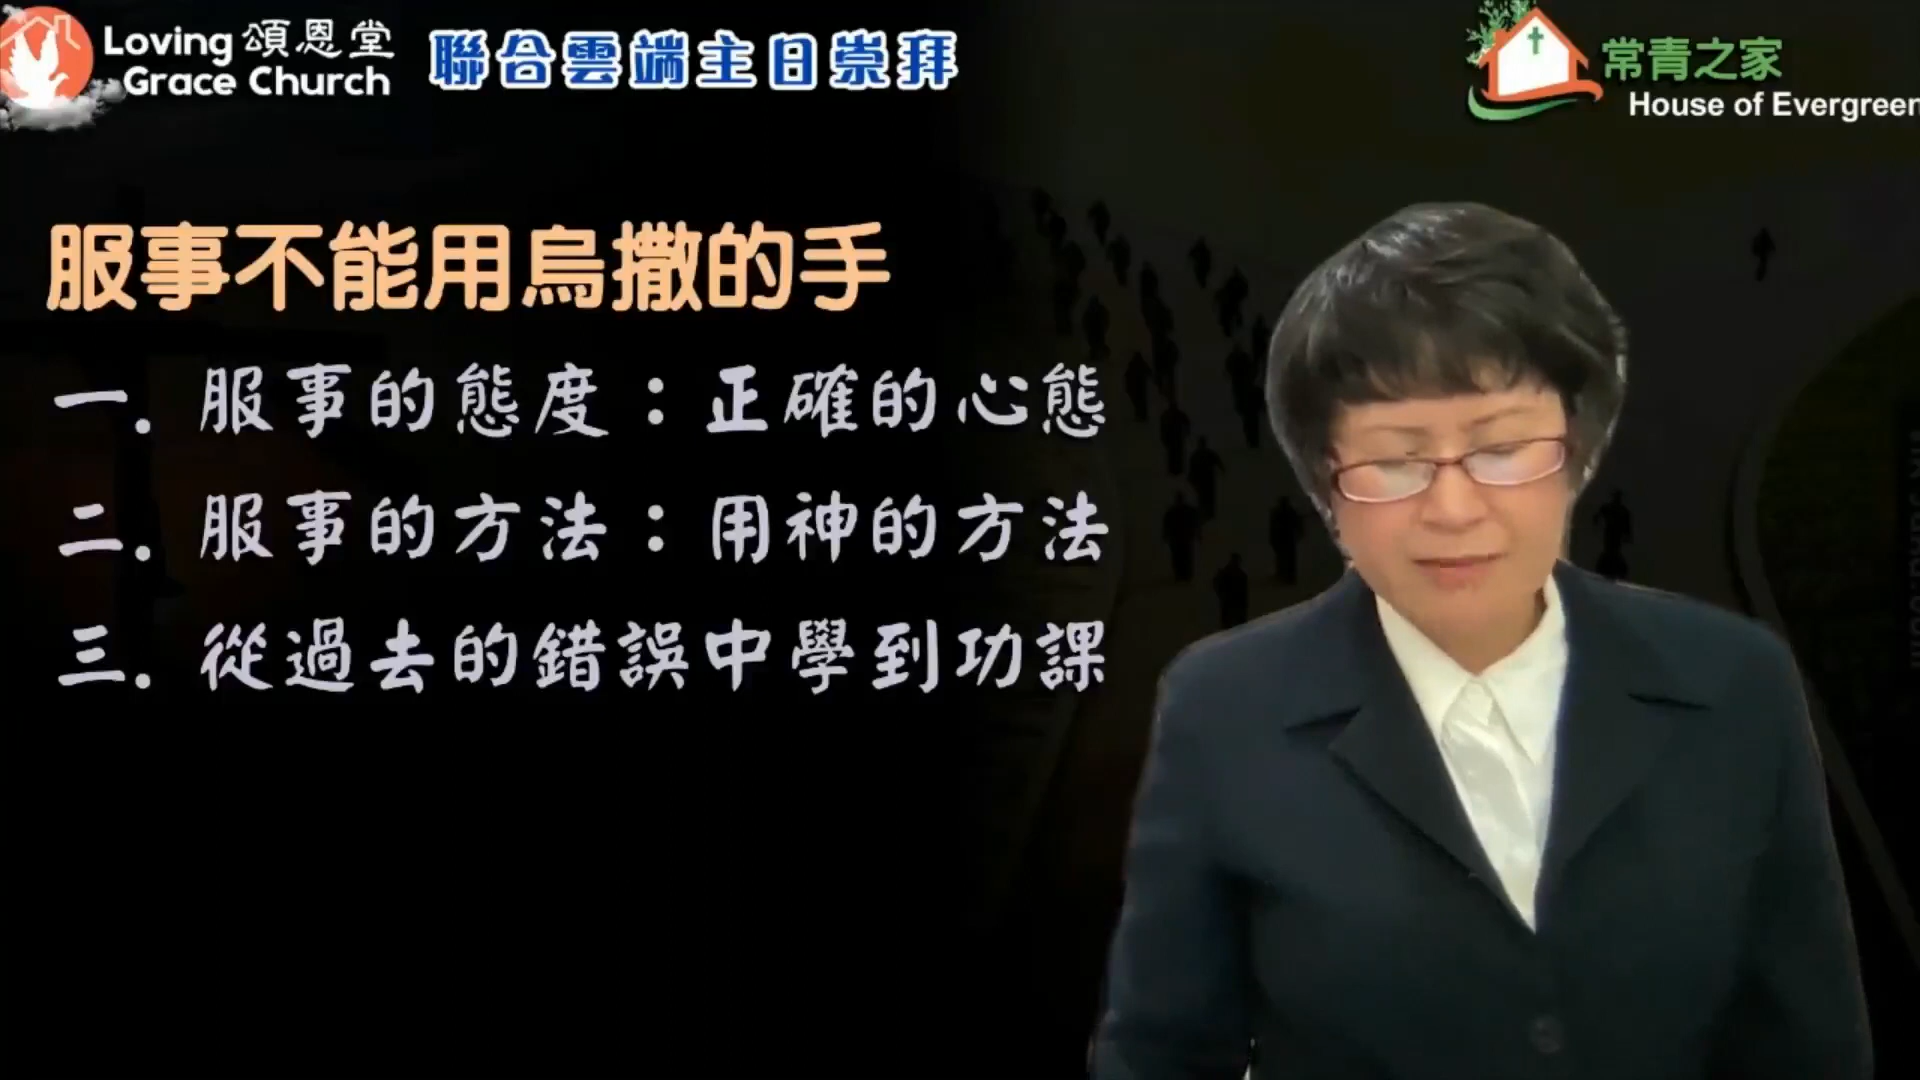 Loving 頌恩堂
Grace Church
聯合雲端主日崇拜
常青之家
House of Evergreen
服事不能用烏撒的手
一. 服事的態度：正確的心態
二. 服事的方法：用神的方法
三. 從過去的錯誤中學到功課